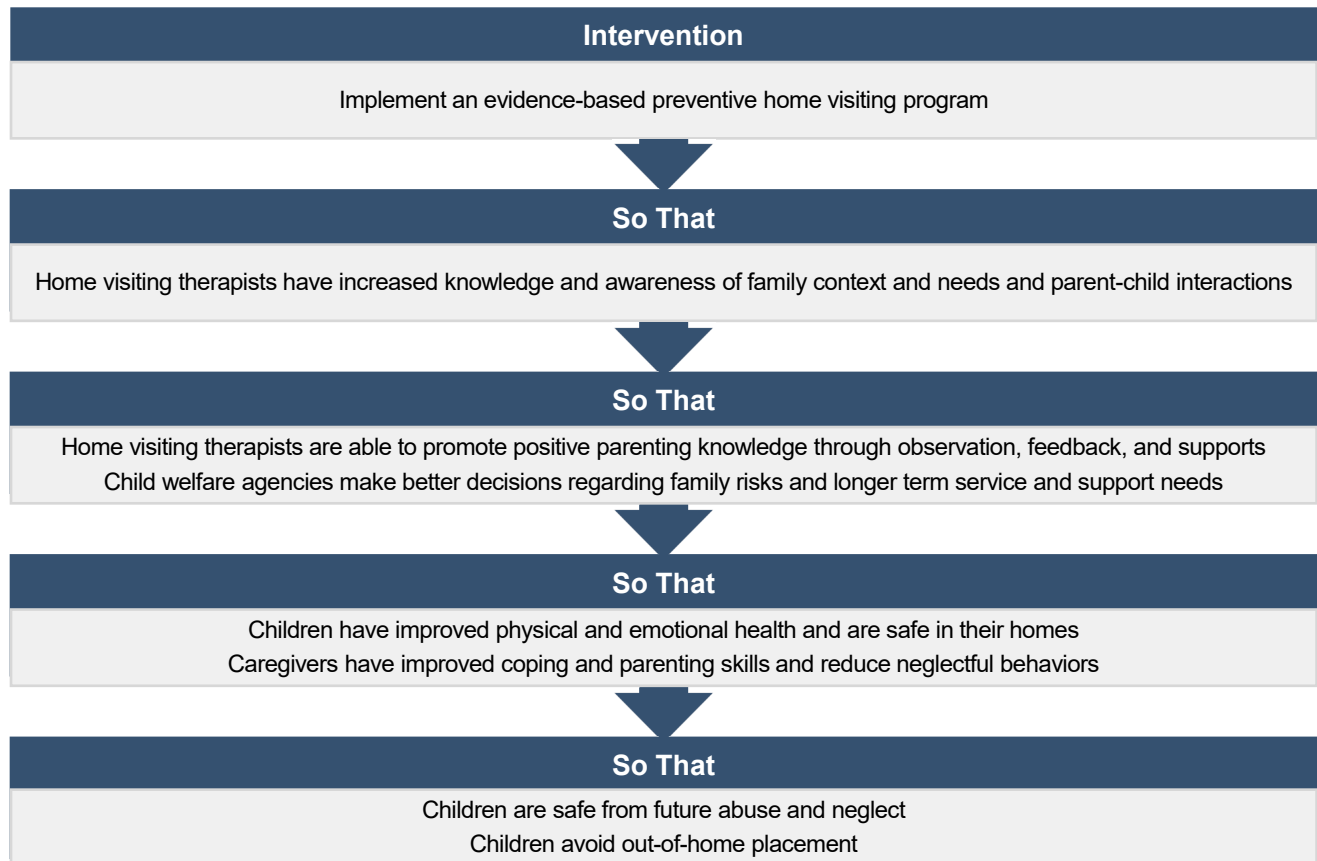 Intervention
Implement an evidence-based preventive home visiting program
So That
Home visiting therapists have increased knowledge and awareness of family context and needs and parent-child interactions
So That
Home visiting therapists are able to promote positive parenting knowledge through observation, feedback, and supports
Child welfare agencies make better decisions regarding family risks and longer term service and support needs
So That
Children have improved physical and emotional health and are safe in their homes
Caregivers have improved coping and parenting skills and reduce neglectful behaviors
So That
Children are safe from future abuse and neglect
Children avoid out-of-home placement